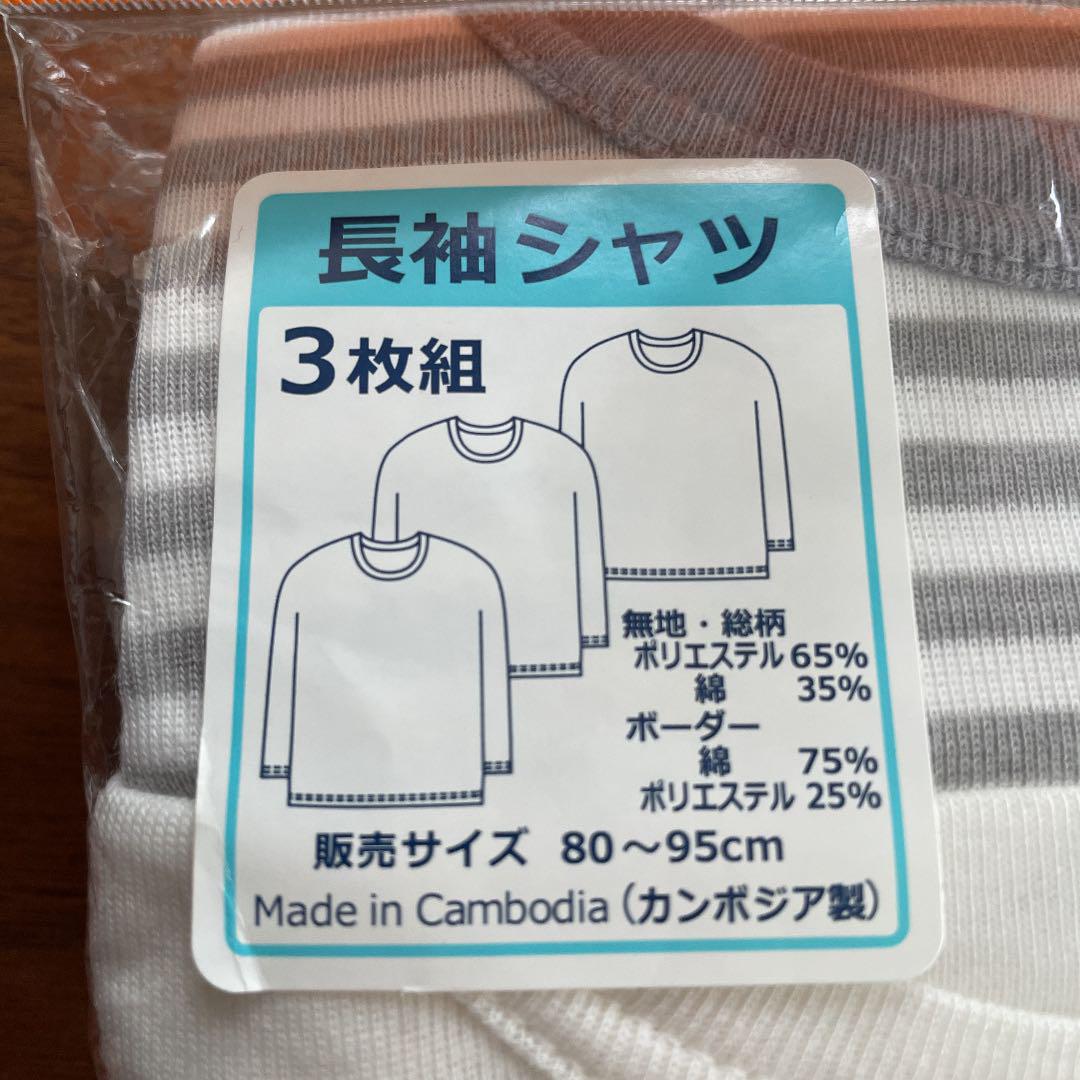 長袖シャツ
3枚組
無地・総柄
ポリエステル 65%
綿 35%
ボーダー
綿 75%
ポリエステル 25%
販売サイズ 80～95cm
Made in Cambodia（カンボジア製）